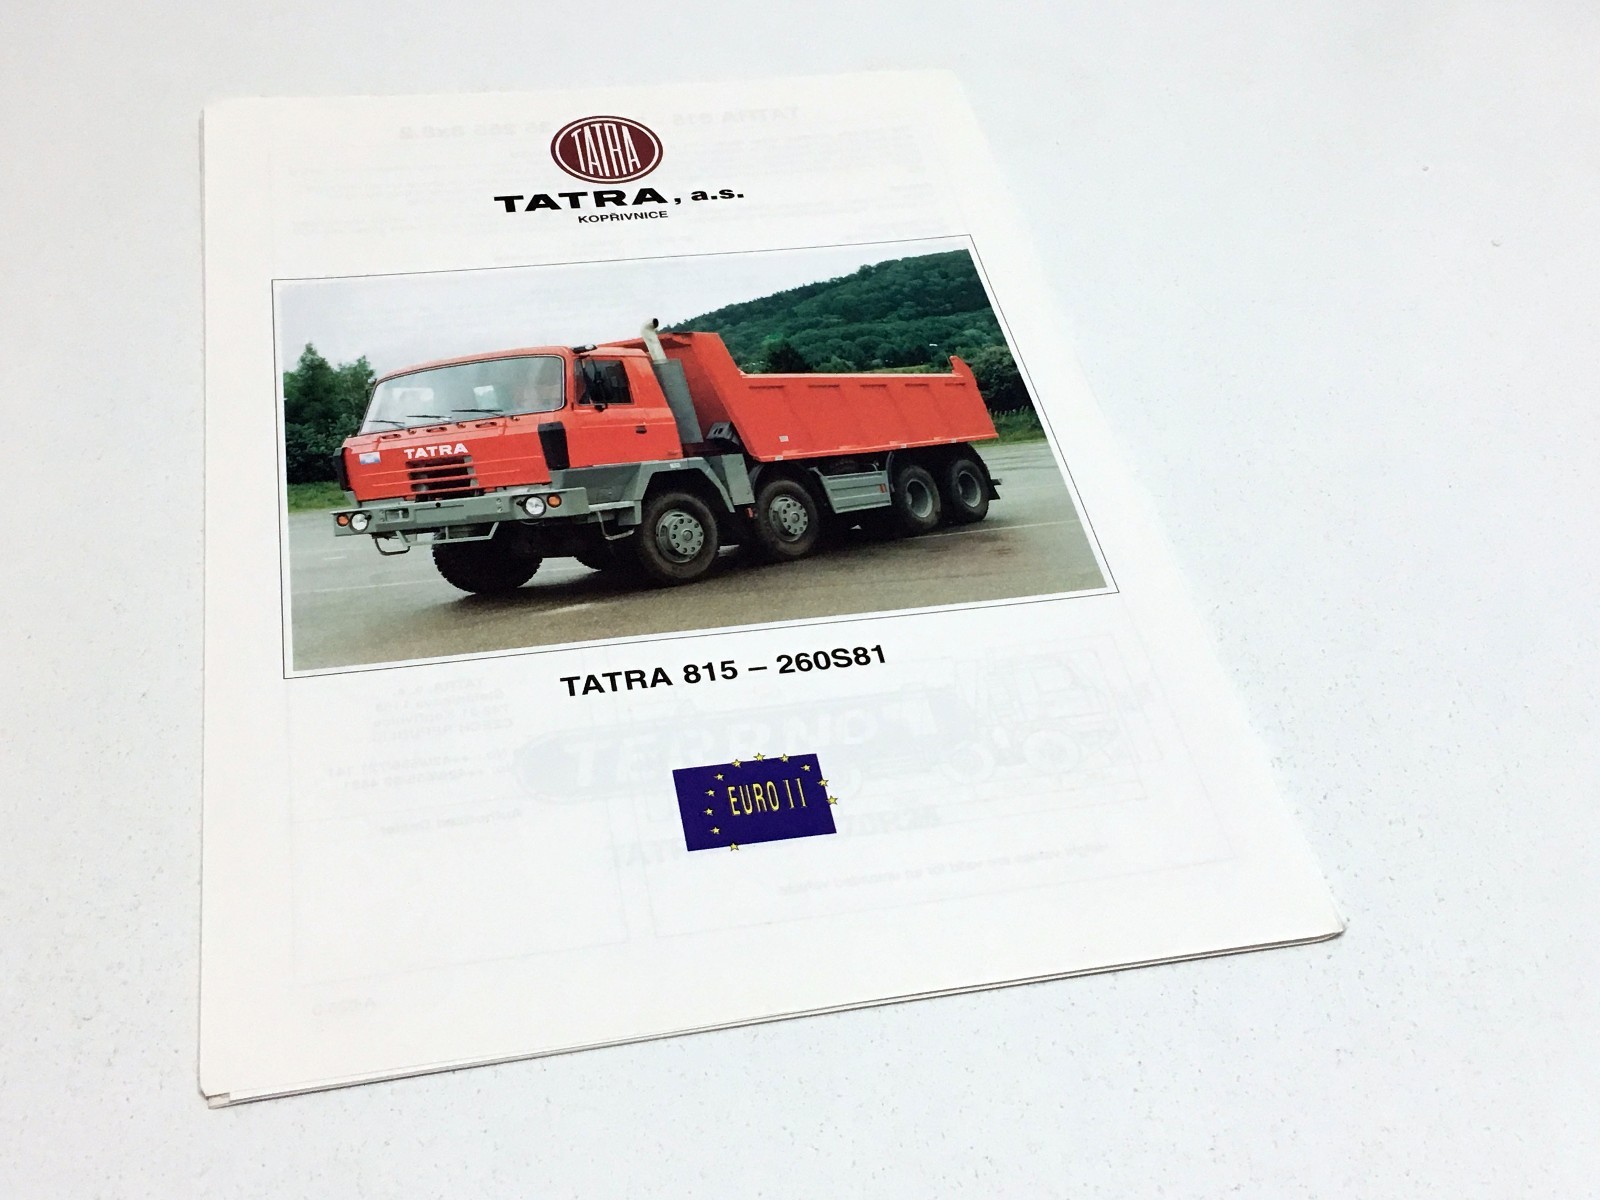 TATRA
TATRA, a.s.
KOPŘIVNICE
TATRA
TATRA 815 – 260S81
EURO II